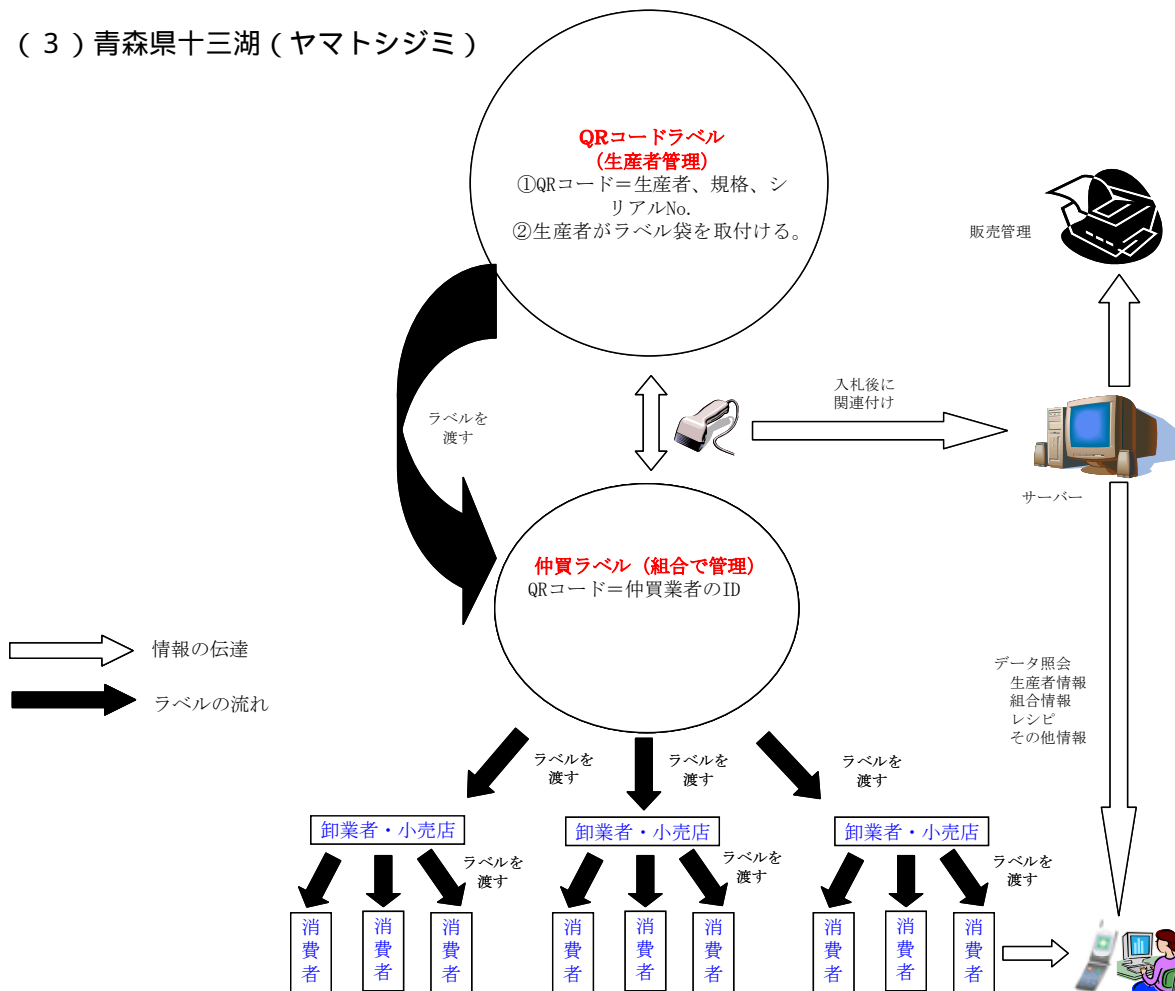 (3)青森県十三湖(ヤマトシジミ)
QRコードラベル
(生産者管理)
①QRコード＝生産者、規格、シ
リアルNo.
②生産者がラベル袋を取付ける。
販売管理
入札後に
関連付け
ラベルを
渡す
サーバー
仲買ラベル（組合で管理）
QRコード＝仲買業者のID
情報の伝達
ラベルの流れ
データ照会
生産者情報
組合情報
レシピ
その他情報
ラベルを
渡す
ラベルを
渡す
ラベルを
渡す
卸業者・小売店
卸業者・小売店
卸業者・小売店
ラベルを
渡す
ラベルを
渡す
ラベルを
渡す
消費者
消費者
消費者
消費者
消費者
消費者
消費者
消費者
消費者